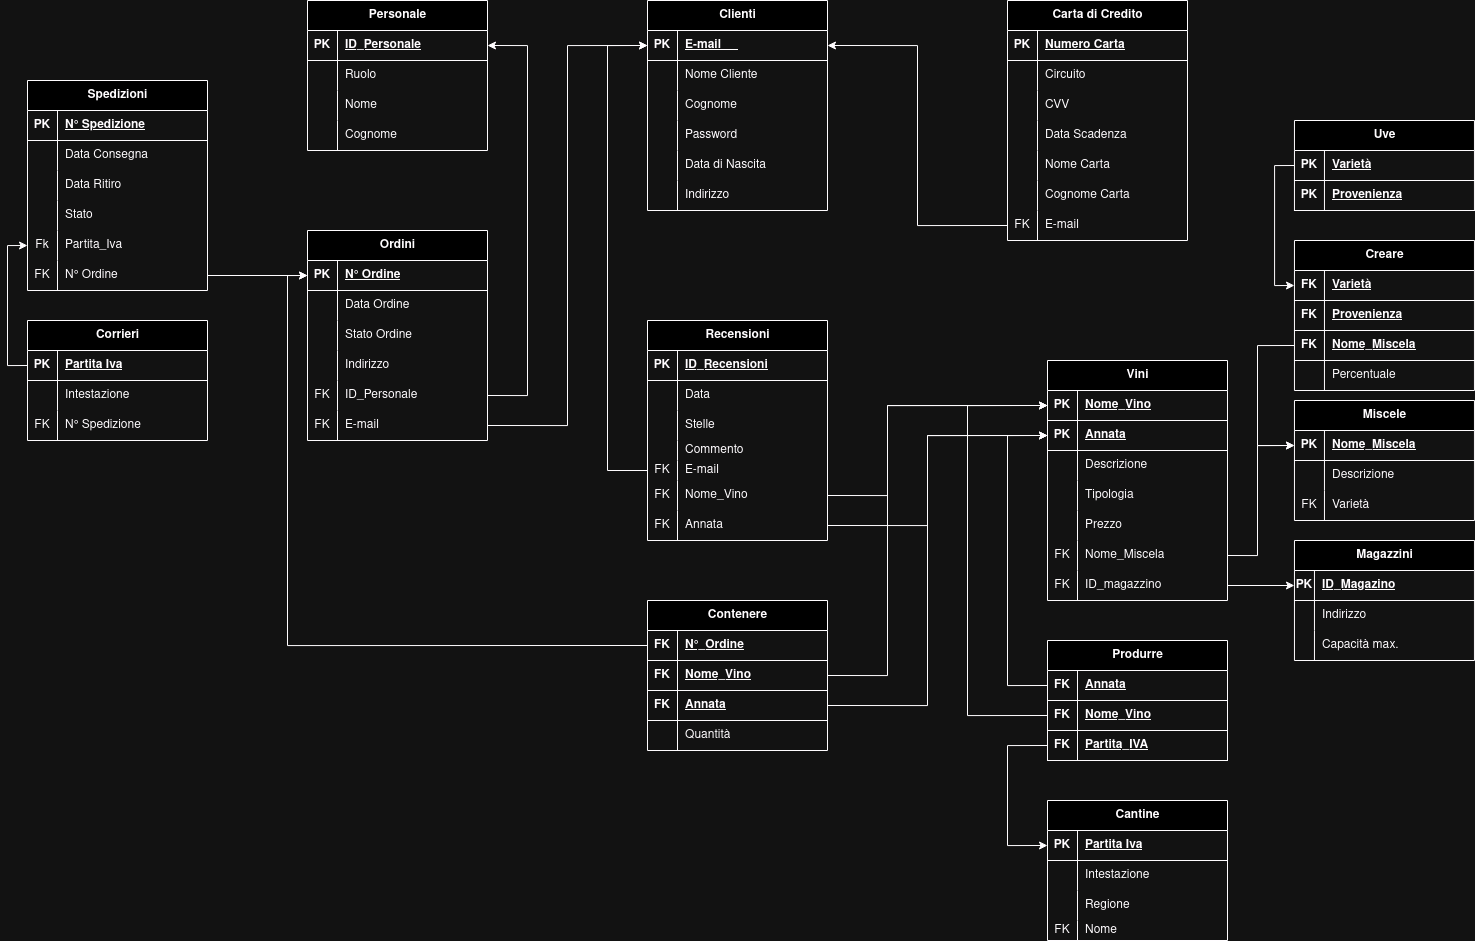 Personale
PK ID_Personale
Ruolo
Nome
Cognome
Clienti
PK E-mail__
Nome Cliente
Cognome
Password
Data di Nascita
Indirizzo
Carta di Credito
PK Numero Carta
Circuito
CVV
Data Scadenza
Nome Carta
Cognome Carta
FK E-mail
Spedizioni
PK N° Spedizione
Data Consegna
Data Ritiro
Stato
Fk Partita_Iva
FK N° Ordine
Uve
PK Varietà
PK Provenienza
Ordini
PK N° Ordine
Data Ordine
Stato Ordine
Indirizzo
FK ID_Personale
FK E-mail
Creare
FK Varietà
FK Provenienza
FK Nome_Miscela
Percentuale
Corrieri
PK Partita Iva
Intestazione
FK N° Spedizione
Recensioni
PK ID_Recensioni
Data
Stelle
Commento
FK E-mail
FK Nome_Vino
FK Annata
Vini
PK Nome_Vino
PK Annata
Descrizione
Tipologia
Prezzo
FK Nome_Miscela
FK ID_magazzino
Miscele
PK Nome_Miscela
Descrizione
FK Varietà
Magazzini
PK ID_Magazino
Indirizzo
Capacità max.
Contenere
FK N°_Ordine
FK Nome_Vino
FK Annata
Quantità
Produrre
FK Annata
FK Nome_Vino
FK Partita_IVA
Cantine
PK Partita Iva
Intestazione
Regione
FK Nome